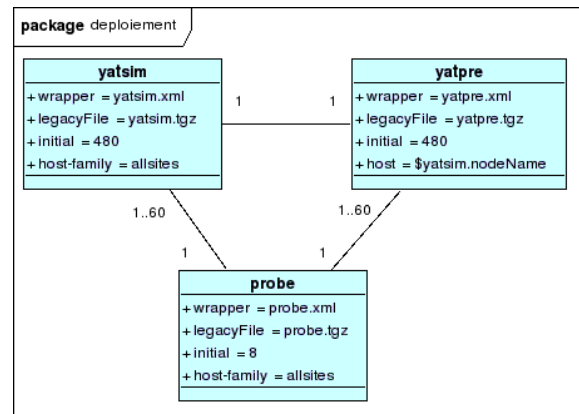 package deploiement
yatsim
+ wrapper = yatsim.xml
+ legacyFile = yatsim.tgz
+ initial = 480
+ host-family = allsites
1
1
yatpre
+ wrapper = yatpre.xml
+ legacyFile = yatpre.tgz
+ initial = 480
+ host = $yatsim.nodeName
1..60
1..60
1
1
probe
+ wrapper = probe.xml
+ legacyFile = probe.tgz
+ initial = 8
+ host-family = allsites